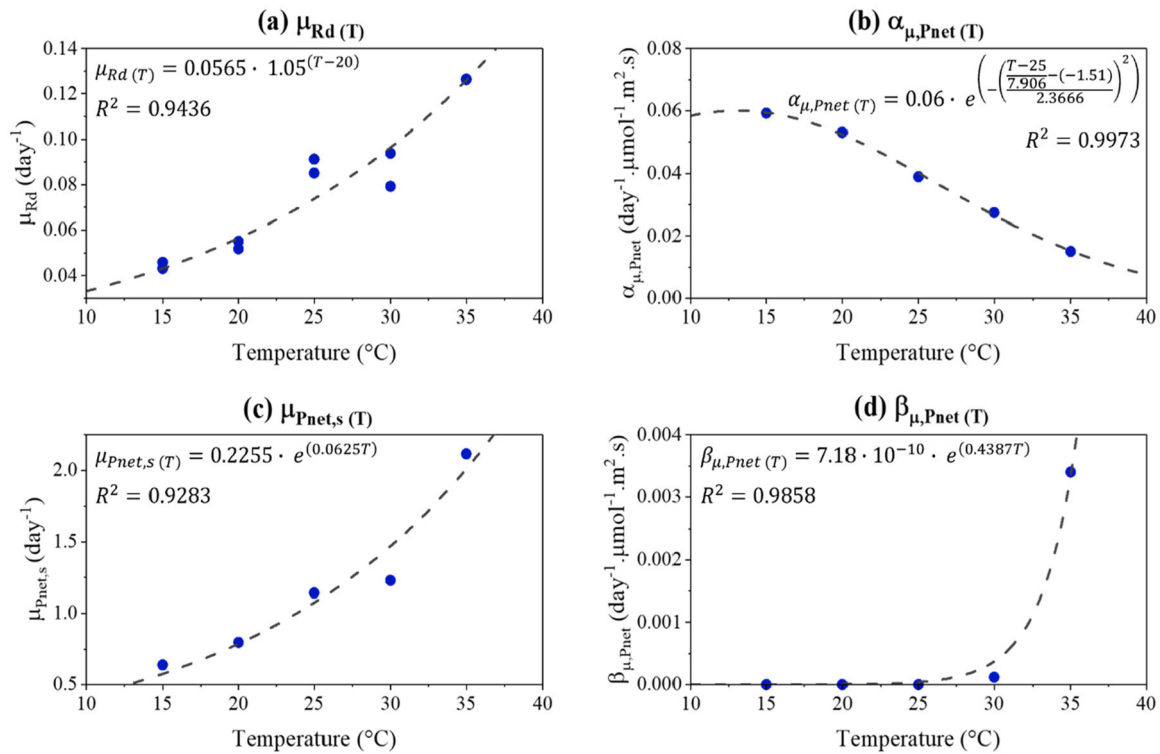 (a) μRd (T)
μRd (T) = 0.0565 · 1.05^(T−20)
R² = 0.9436
0.14
0.12
0.10
0.08
0.06
0.04
μRd (day⁻¹)
10 15 20 25 30 35 40
Temperature (°C)
(b) αμ,Pnet (T)
αμ,Pnet (T) = 0.06 · e^(−(((T−25)/7.906 −(−1.51))/2.3666)²)
R² = 0.9973
0.08
0.06
0.04
0.02
0.00
αμ,Pnet (day⁻¹.μmol⁻¹.m².s)
10 15 20 25 30 35 40
Temperature (°C)
(c) μPnet,s (T)
μPnet,s (T) = 0.2255 · e^(0.0625T)
R² = 0.9283
2.0
1.5
1.0
0.5
μPnet,s (day⁻¹)
10 15 20 25 30 35 40
Temperature (°C)
(d) βμ,Pnet (T)
βμ,Pnet (T) = 7.18 · 10⁻¹⁰ · e^(0.4387T)
R² = 0.9858
0.004
0.003
0.002
0.001
0.000
βμ,Pnet (day⁻¹.μmol⁻¹.m².s)
10 15 20 25 30 35 40
Temperature (°C)